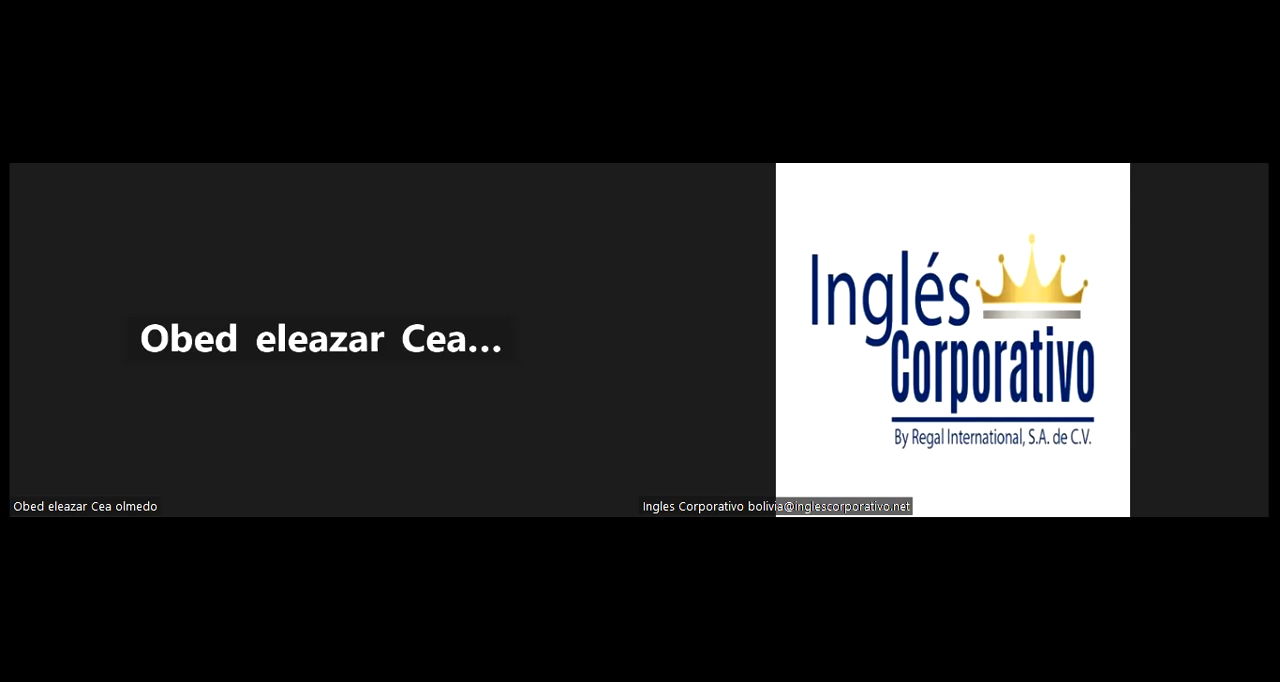 Obed eleazar Cea...
Obed eleazar Cea olmedo
Inglés
Corporativo
By Regal International, S.A. de C.V.
Ingles Corporativo bolivia@inglescorporativo.net